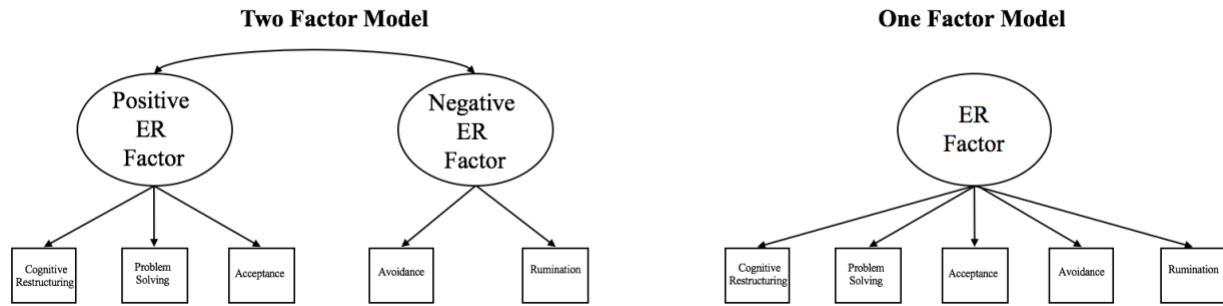 Two Factor Model
Positive
ER
Factor
Negative
ER
Factor
Cognitive
Restructuring
Problem
Solving
Acceptance
Avoidance
Rumination
One Factor Model
ER
Factor
Cognitive
Restructuring
Problem
Solving
Acceptance
Avoidance
Rumination